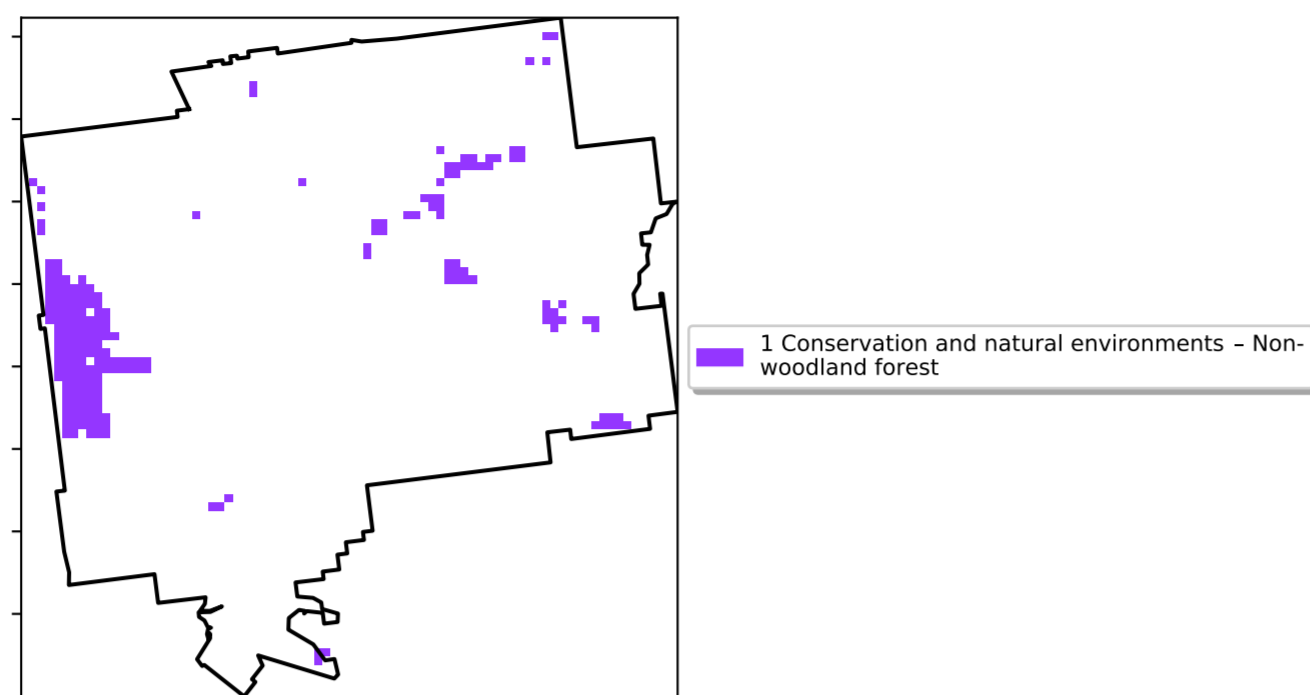 1 Conservation and natural environments – Non-
woodland forest